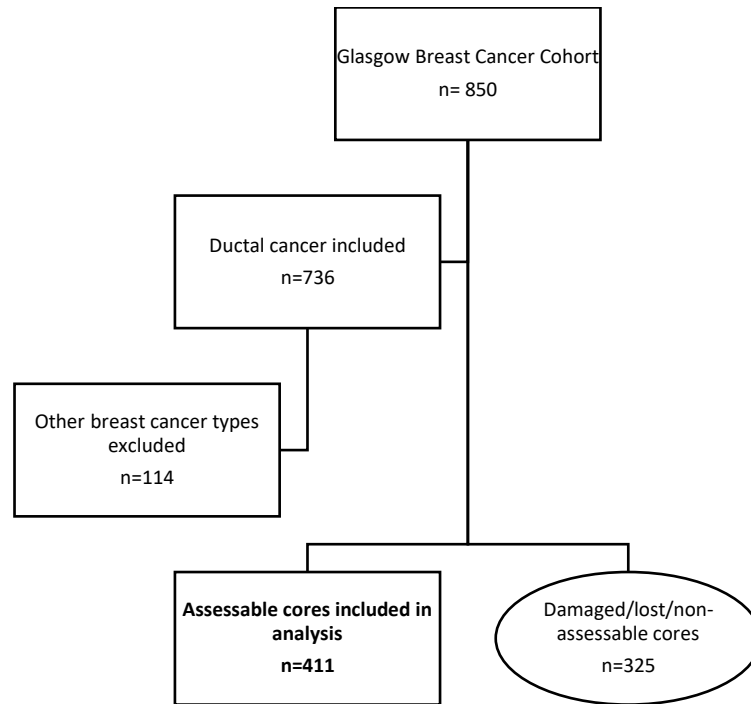 Glasgow Breast Cancer Cohort
n= 850
Ductal cancer included
n=736
Other breast cancer types
excluded
n=114
Assessable cores included in
analysis
n=411
Damaged/lost/non-
assessable cores
n=325